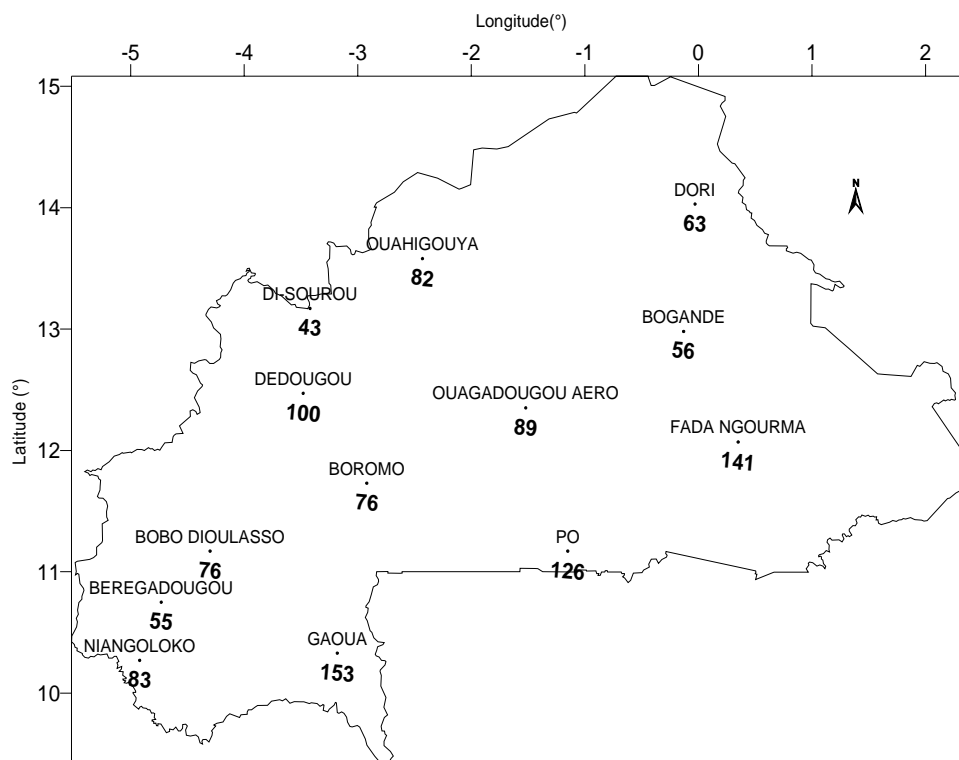 Longitude(°)
-5 -4 -3 -2 -1 0 1 2
15
N
DORI
14
63
OUAHIGOUYA
82
DI-SOUROU
43
BOGANDE
13
56
DEDOUGOU
100
OUAGADOUGOU AERO
89
FADA NGOURMA
141
Latitude (°)
12
BOROMO
76
BOBO DIOULASSO
76
PO
126
11
BEREGADOUGOU
55
NIANGOLOKO
83
GAOUA
153
10